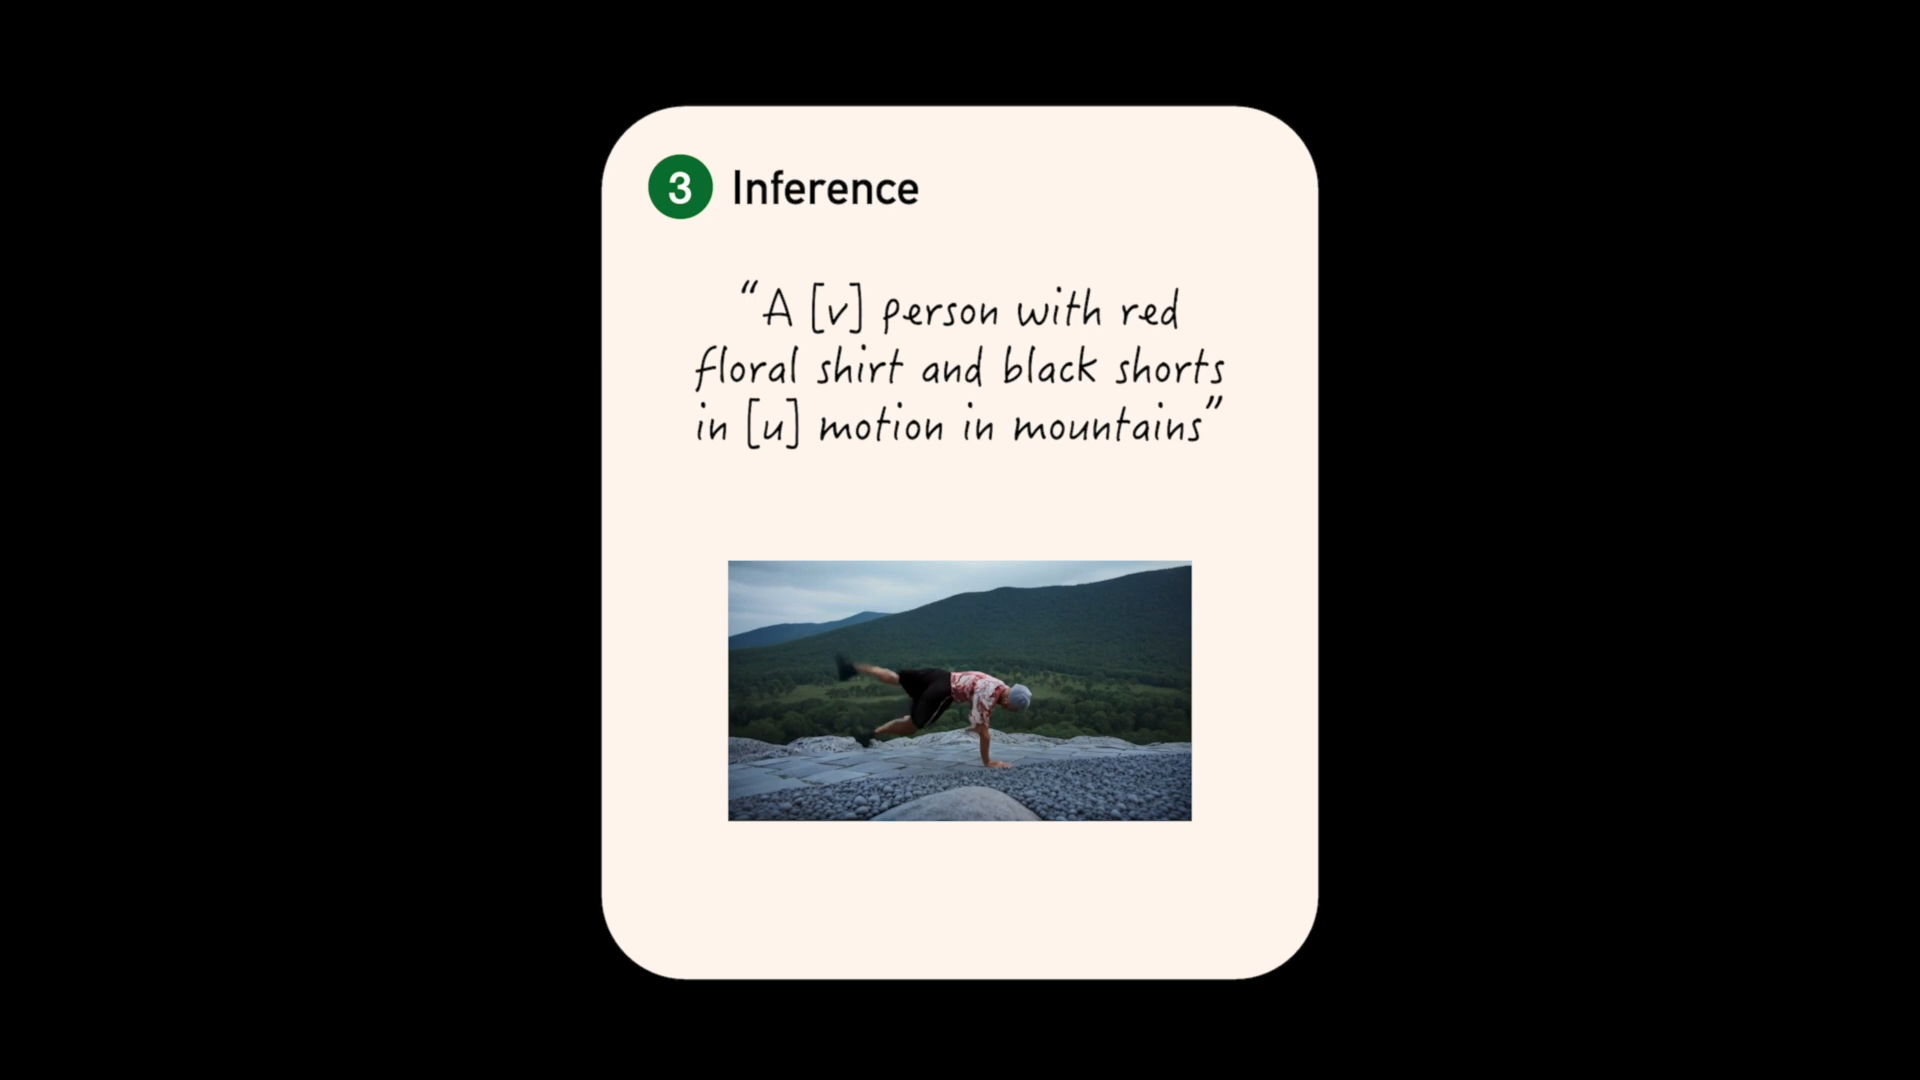 3 Inference
“A [v] person with red
floral shirt and black shorts
in [u] motion in mountains”